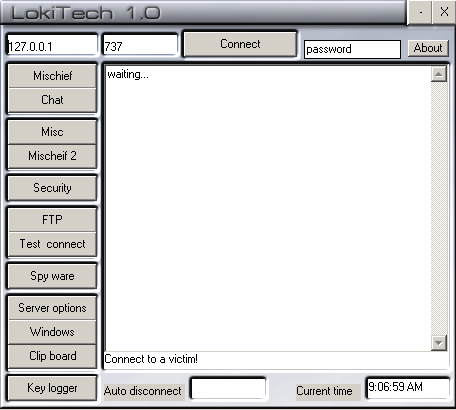 LokiTech 1.0
127.0.0.1 737 Connect password About
Mischief
Chat
Misc
Mischeif 2
Security
FTP
Test connect
Spy ware
Server options
Windows
Clip board
Key logger
waiting...
Connect to a victim!
Auto disconnect Current time 9:06:59 AM